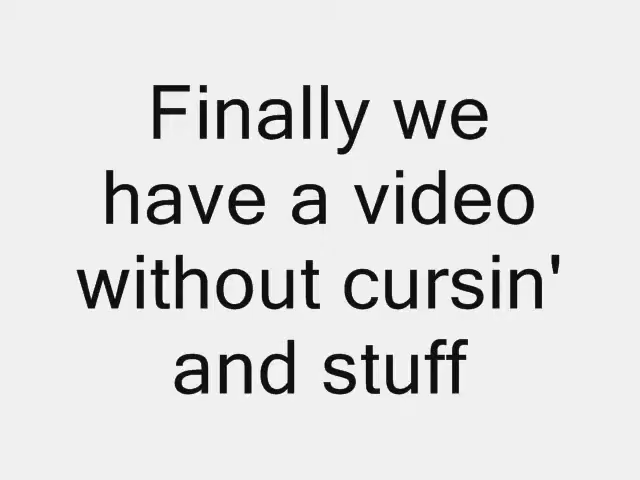 Finally we
have a video
without cursin'
and stuff